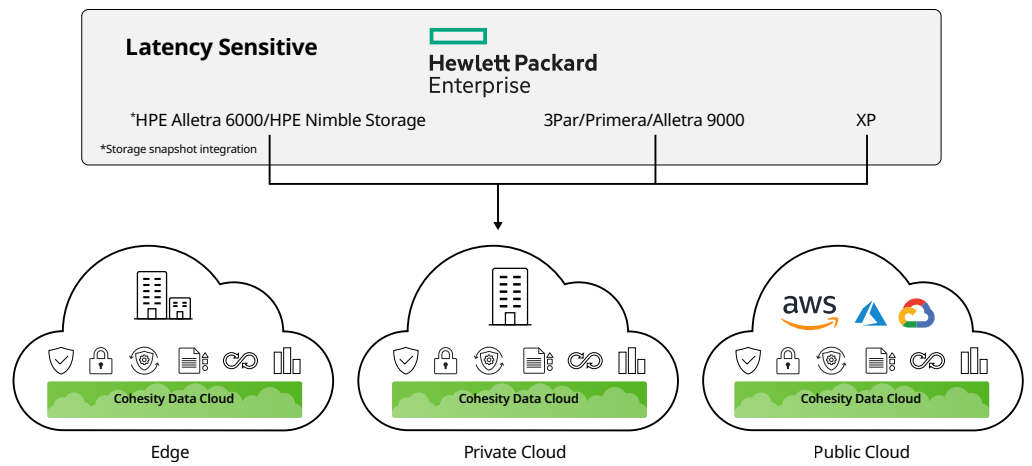 Latency Sensitive
Hewlett Packard
Enterprise
*HPE Alletra 6000/HPE Nimble Storage
3Par/Primera/Alletra 9000
XP
*Storage snapshot integration
aws
Cohesity Data Cloud
Cohesity Data Cloud
Cohesity Data Cloud
Edge
Private Cloud
Public Cloud